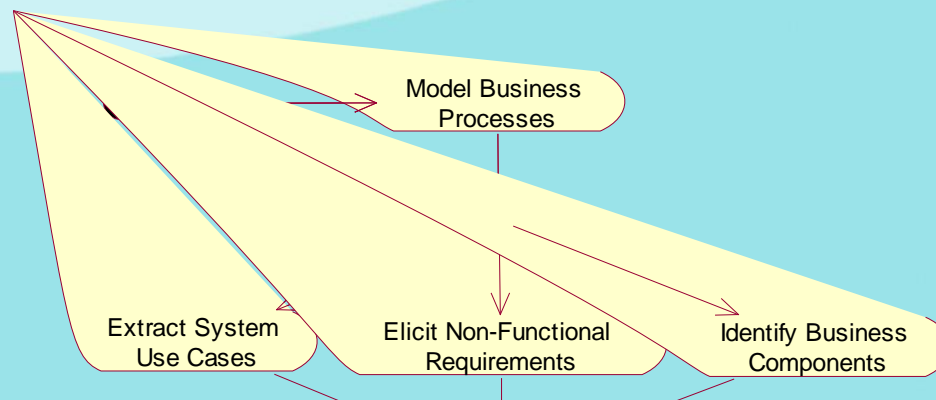 Model Business
Processes
Extract System
Use Cases
Elicit Non-Functional
Requirements
Identify Business
Components